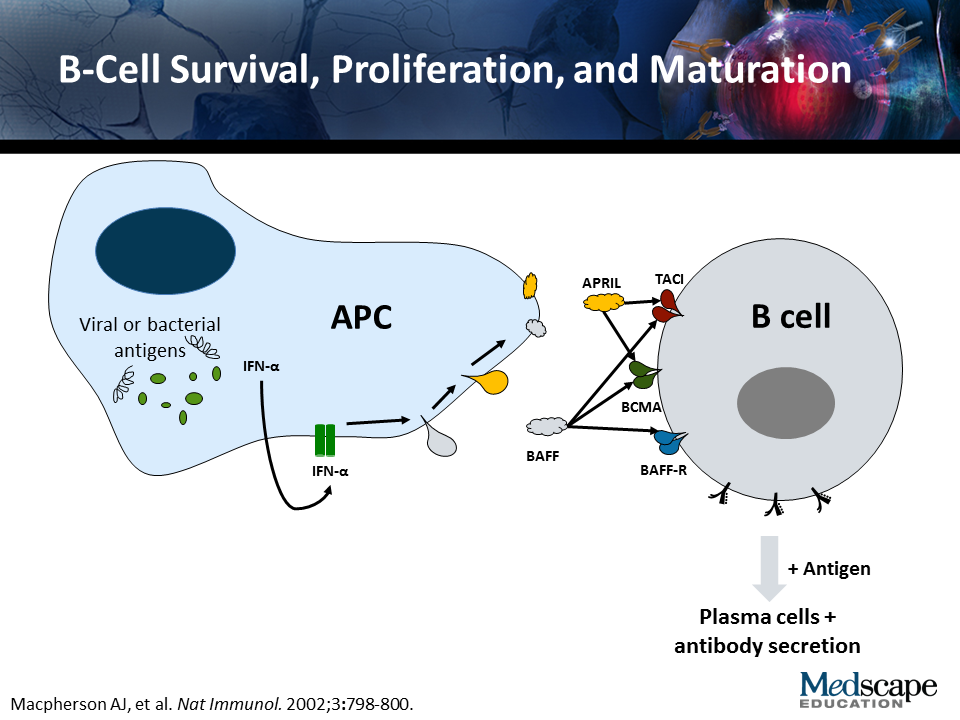 B-Cell Survival, Proliferation, and Maturation
Viral or bacterial
antigens
IFN-α
IFN-α
APC
APRIL
TACI
B cell
BCMA
BAFF
BAFF-R
+ Antigen
Plasma cells +
antibody secretion
Macpherson AJ, et al. Nat Immunol. 2002;3:798-800.
Medscape
EDUCATION